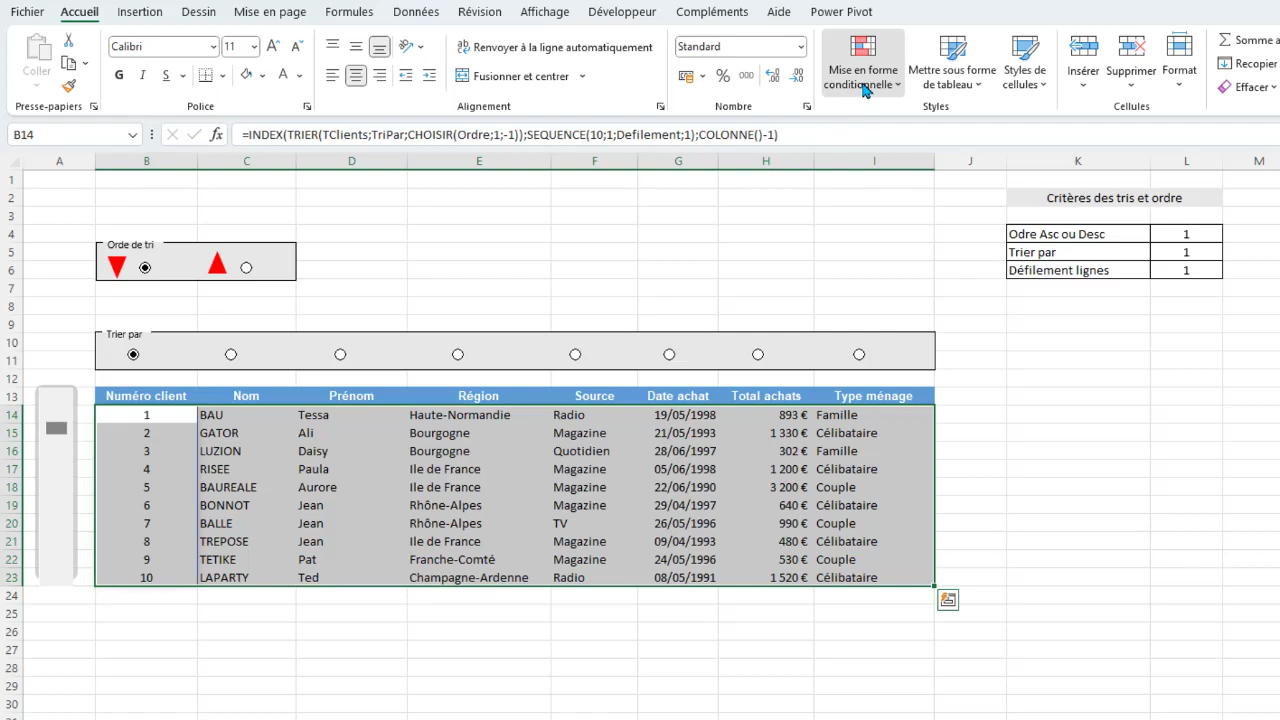 Fichier Accueil Insertion Dessin Mise en page Formules Données Révision Affichage Développeur Compléments Aide Power Pivot
Coller
Presse-papiers
Calibri 11
G I S
Police
Renvoyer à la ligne automatiquement
Fusionner et centrer
Alignement
Standard
% 000
Nombre
Mise en forme conditionnelle
Mettre sous forme de tableau
Styles de cellules
Styles
Insérer Supprimer Format
Cellules
Somme a
Recopier
Effacer
B14 fx =INDEX(TRIER(TClients;TriPar;CHOISIR(Ordre;1;-1));SEQUENCE(10;1;Defilement;1);COLONNE()-1)
A B C D E F G H I J K L M
1
2 Critères des tris et ordre
3
4 Odre Asc ou Desc 1
5 Orde de tri Trier par 1
6 Défilement lignes 1
7
8
9
10 Trier par
11
12
13 Numéro client Nom Prénom Région Source Date achat Total achats Type ménage
14 1 BAU Tessa Haute-Normandie Radio 19/05/1998 893 € Famille
15 2 GATOR Ali Bourgogne Magazine 21/05/1993 1 330 € Célibataire
16 3 LUZION Daisy Bourgogne Quotidien 28/06/1997 302 € Famille
17 4 RISEE Paula Ile de France Magazine 05/06/1998 1 200 € Célibataire
18 5 BAUREALE Aurore Ile de France Magazine 22/06/1990 3 200 € Couple
19 6 BONNOT Jean Rhône-Alpes Magazine 29/04/1997 640 € Célibataire
20 7 BALLE Jean Rhône-Alpes TV 26/05/1996 990 € Couple
21 8 TREPOSE Jean Ile de France Magazine 09/04/1993 480 € Célibataire
22 9 TETIKE Pat Franche-Comté Magazine 24/05/1996 530 € Couple
23 10 LAPARTY Ted Champagne-Ardenne Radio 08/05/1991 1 520 € Célibataire
24
25
26
27
28
29
30